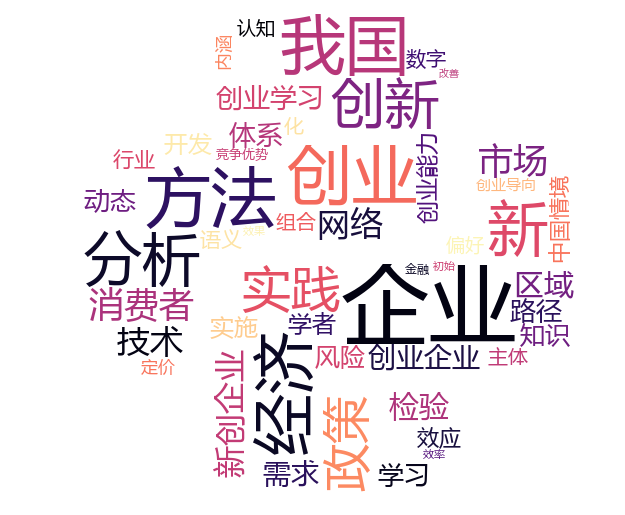 认知
我国
内涵
数字
改善
创业学习
创新
体系
化
开发
竞争优势
创业能力
行业
创业
市场
动态
方法
创业导向
中国情境
组合
网络
新
语义
效果
分析
偏好
金融
初始
消费者
实践
企业
区域
路径
技术
实施
学者
知识
定价
经济
风险
创业企业
主体
新创企业
政策
检验
效应
效率
需求
学习